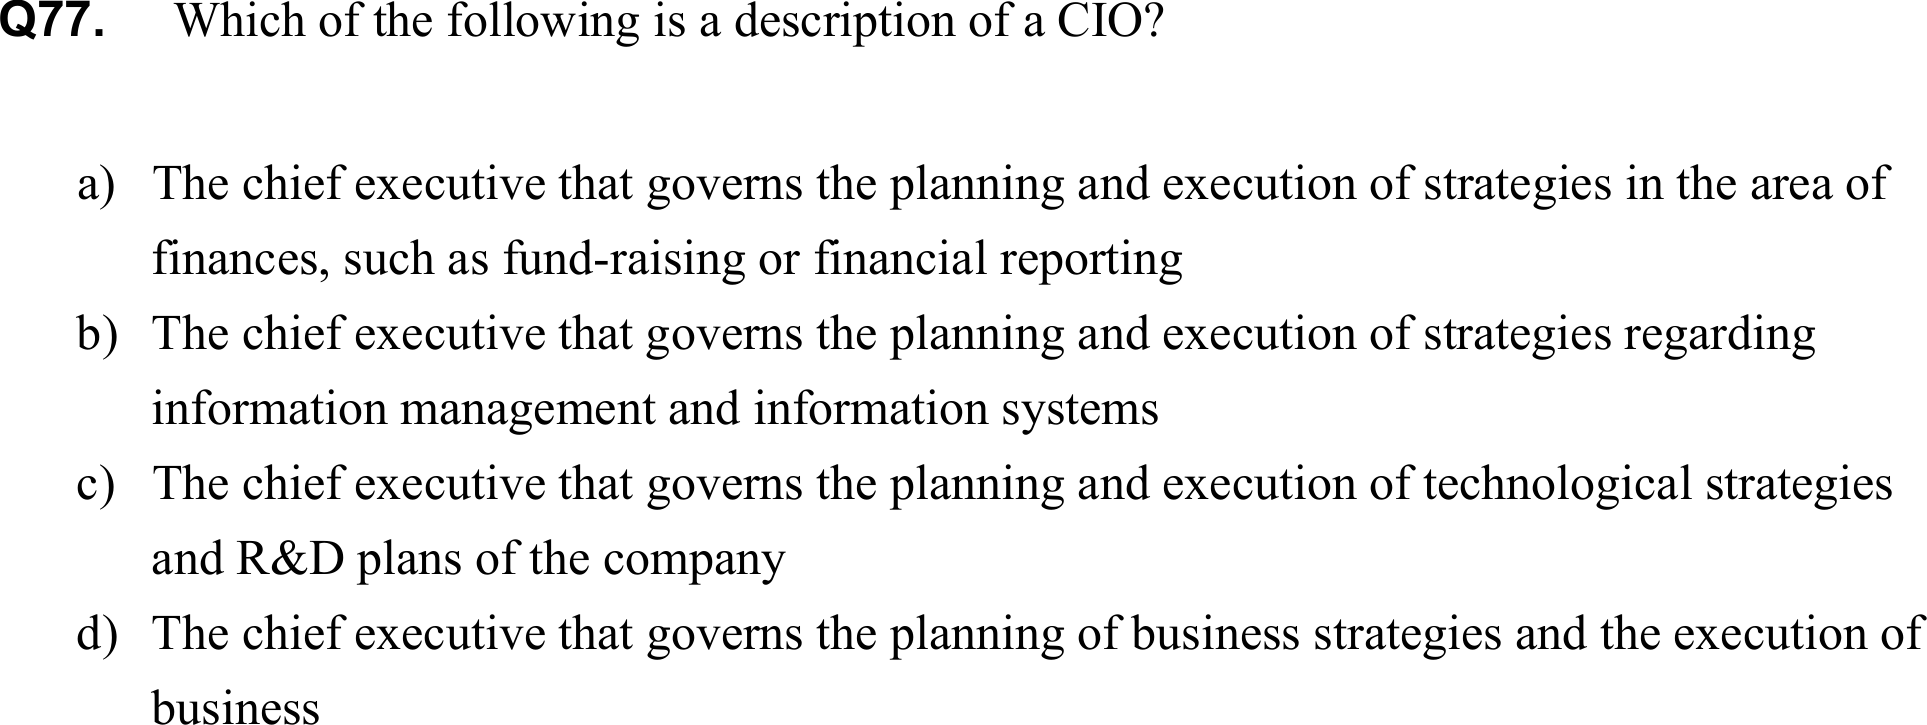 Q77. Which of the following is a description of a CIO?
a) The chief executive that governs the planning and execution of strategies in the area of
finances, such as fund-raising or financial reporting
b) The chief executive that governs the planning and execution of strategies regarding
information management and information systems
c) The chief executive that governs the planning and execution of technological strategies
and R&D plans of the company
d) The chief executive that governs the planning of business strategies and the execution of
business